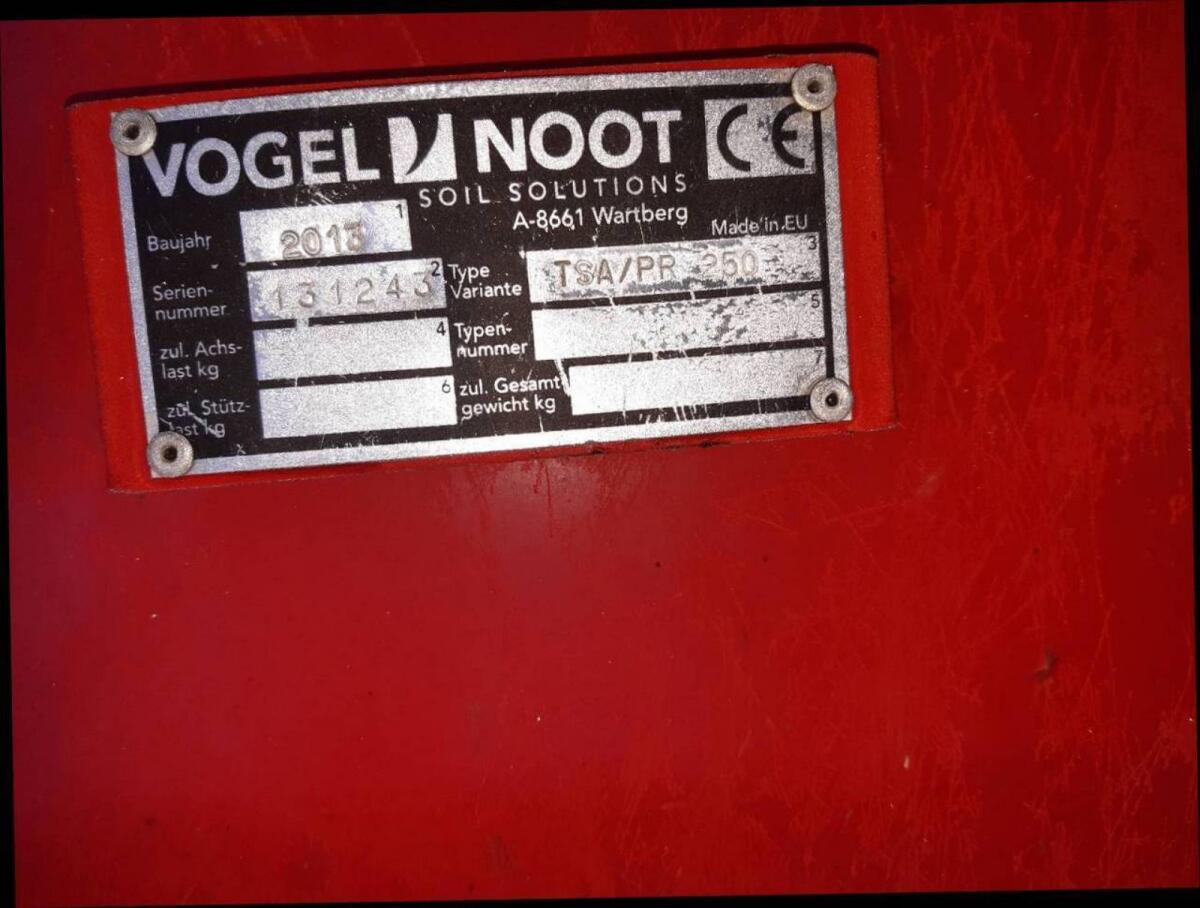 VOGEL NOOT CE
SOIL SOLUTIONS
A-8661 Wartberg
Made in EU
Baujahr 1 2013
Serien-
nummer 2 131243
Type
Variante 3 TSA/PR 250
zul. Achs-
last kg 4
Typen-
nummer 5
zul. Stütz-
last kg 6
zul. Gesamt
gewicht kg 7